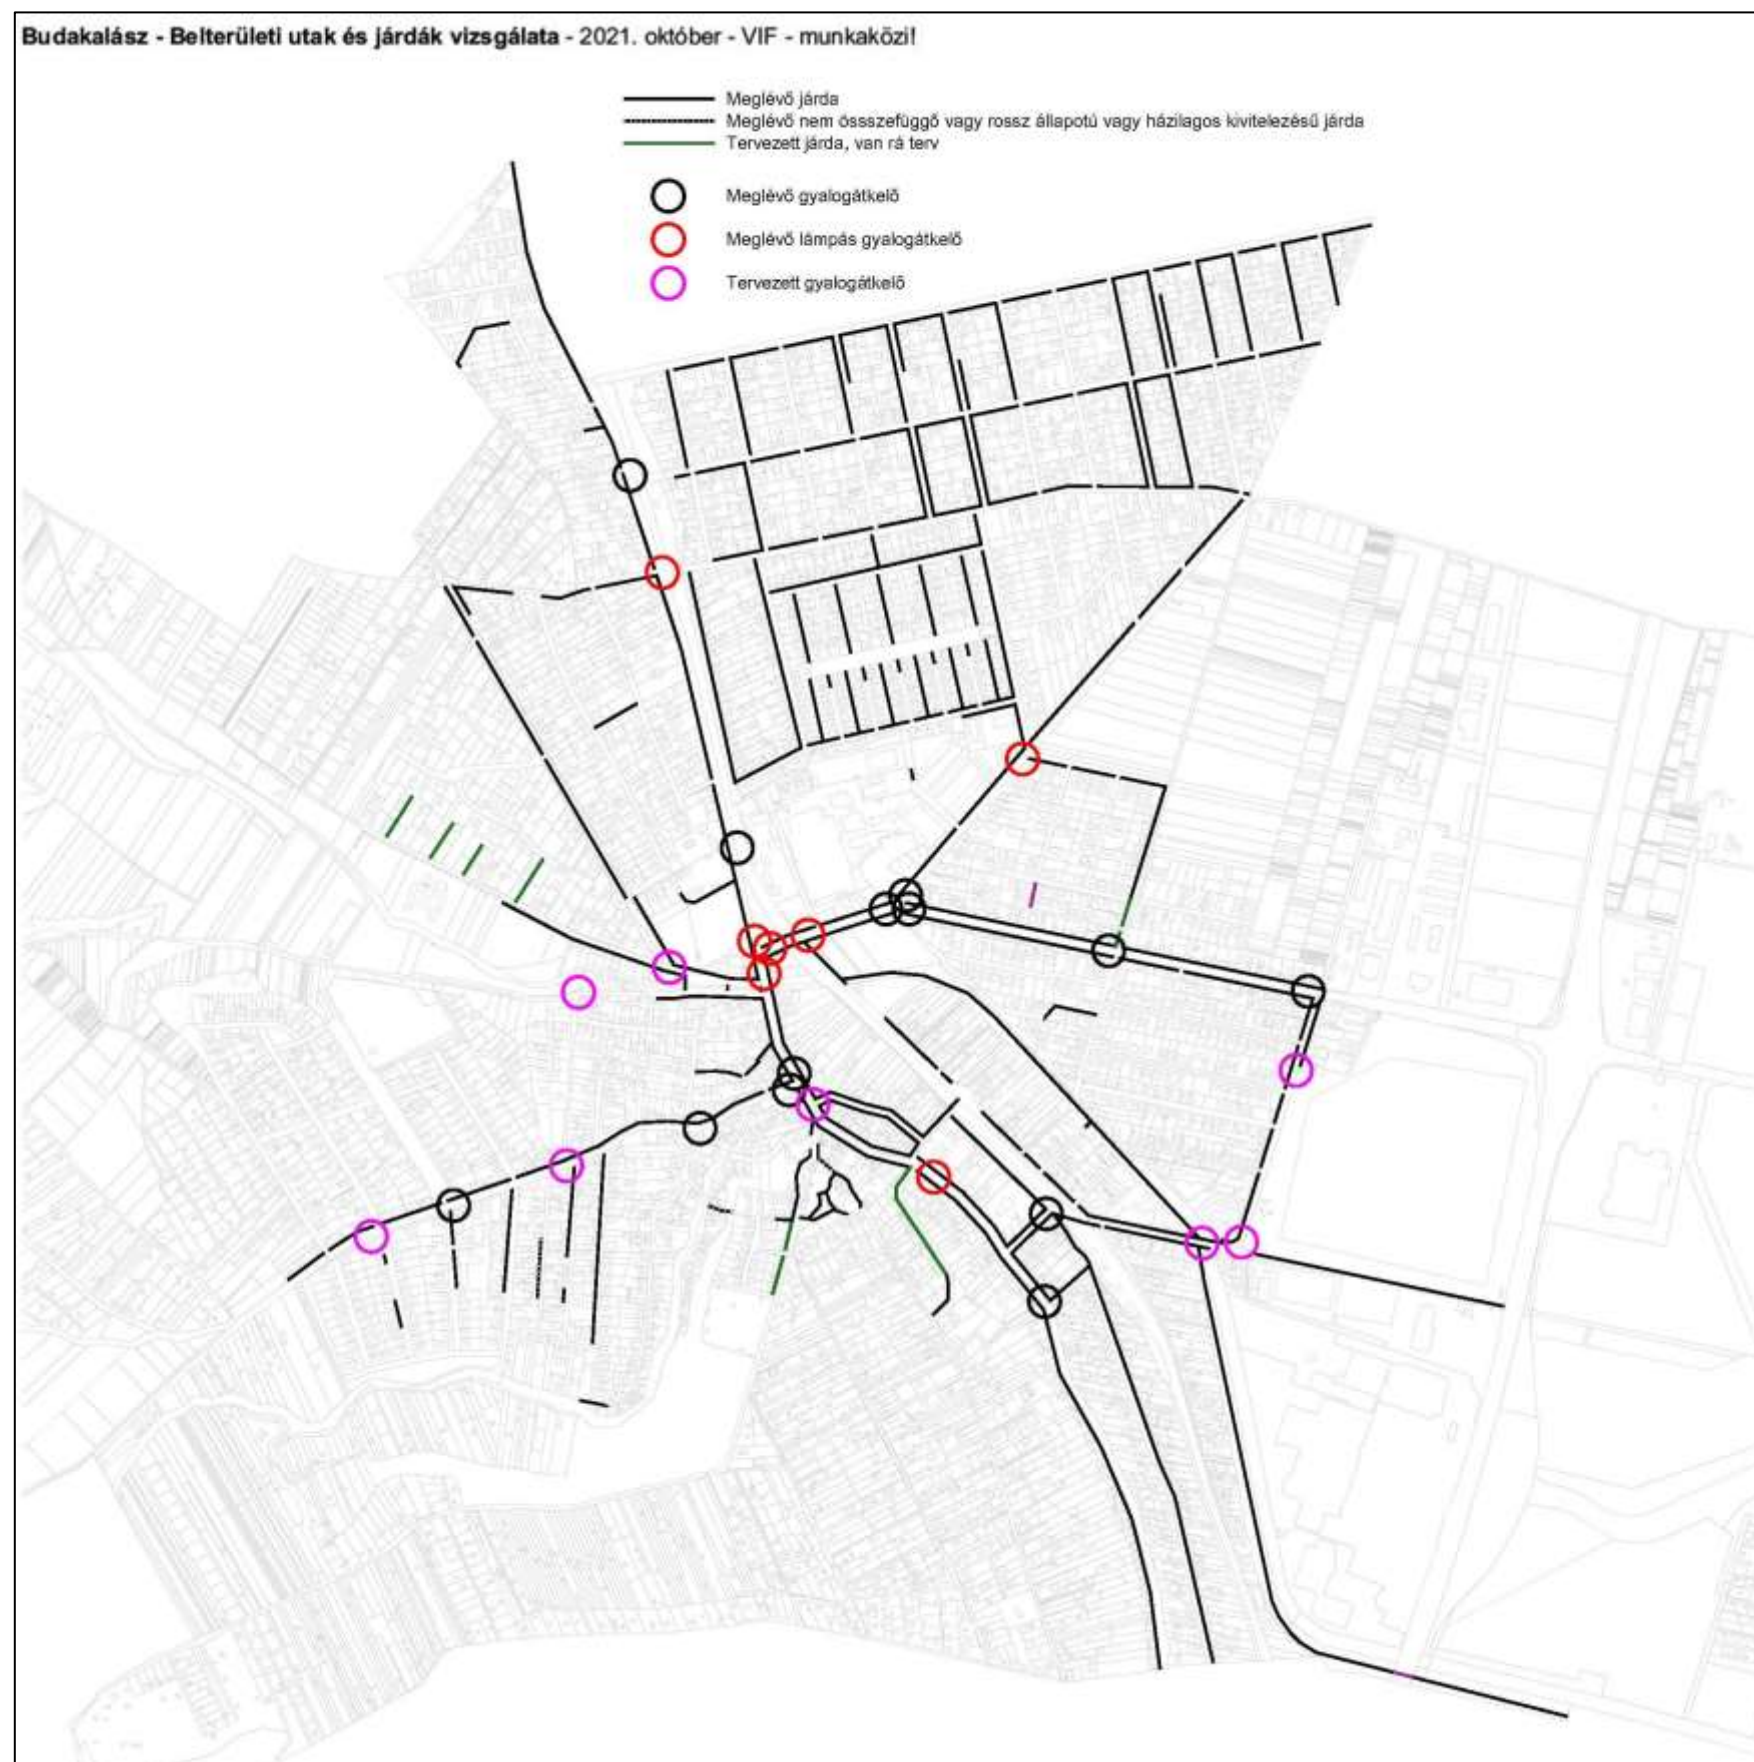 Budakalász - Belterületi utak és járdák vizsgálata - 2021. október - VIF - munkaközi!
Meglévő járda
Meglévő nem össszefüggő vagy rossz állapotú vagy házilagos kivitelezésű járda
Tervezett járda, van rá terv
Meglévő gyalogátkelő
Meglévő lámpás gyalogátkelő
Tervezett gyalogátkelő